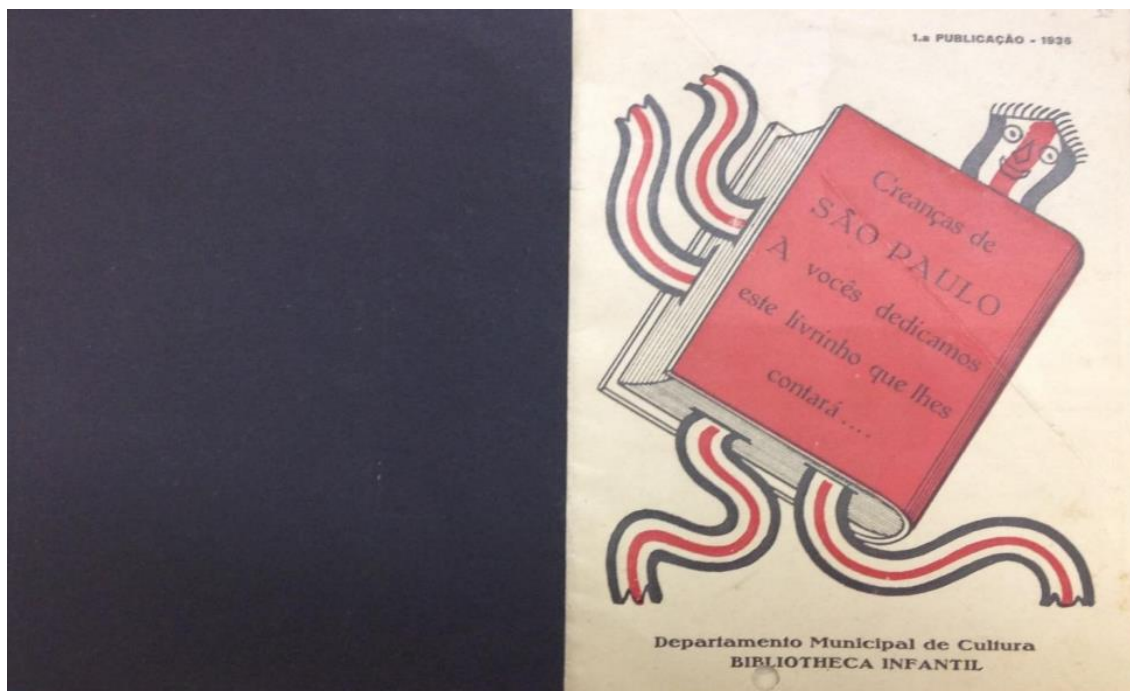 1.a PUBLICAÇÃO - 1936
Creanças de
SÃO PAULO
A vocês dedicamos
este livrinho que lhes
contará....
Departamento Municipal de Cultura
BIBLIOTHECA INFANTIL